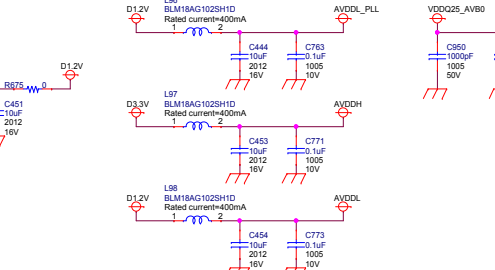 L96
D1.2V
BLM18AG102SH1D
Rated current=400mA
1 2
AVDDL_PLL
VDDQ25_AVB0
C444
10uF
2012
16V
C763
0.1uF
1005
10V
C950
1000pF
1005
50V
D1.2V
R675 0
C451
10uF
2012
16V
L97
D3.3V
BLM18AG102SH1D
Rated current=400mA
1 2
AVDDH
C453
10uF
2012
16V
C771
0.1uF
1005
10V
L98
D1.2V
BLM18AG102SH1D
Rated current=400mA
1 2
AVDDL
C454
10uF
2012
16V
C773
0.1uF
1005
10V